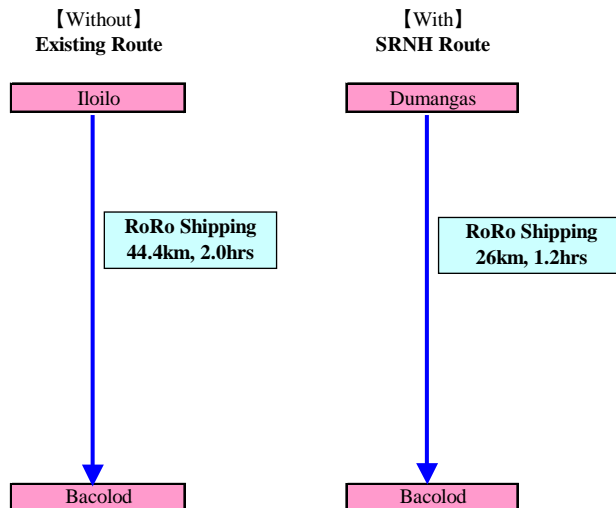 【Without】
Existing Route
Iloilo
RoRo Shipping
44.4km, 2.0hrs
Bacolod
【With】
SRNH Route
Dumangas
RoRo Shipping
26km, 1.2hrs
Bacolod